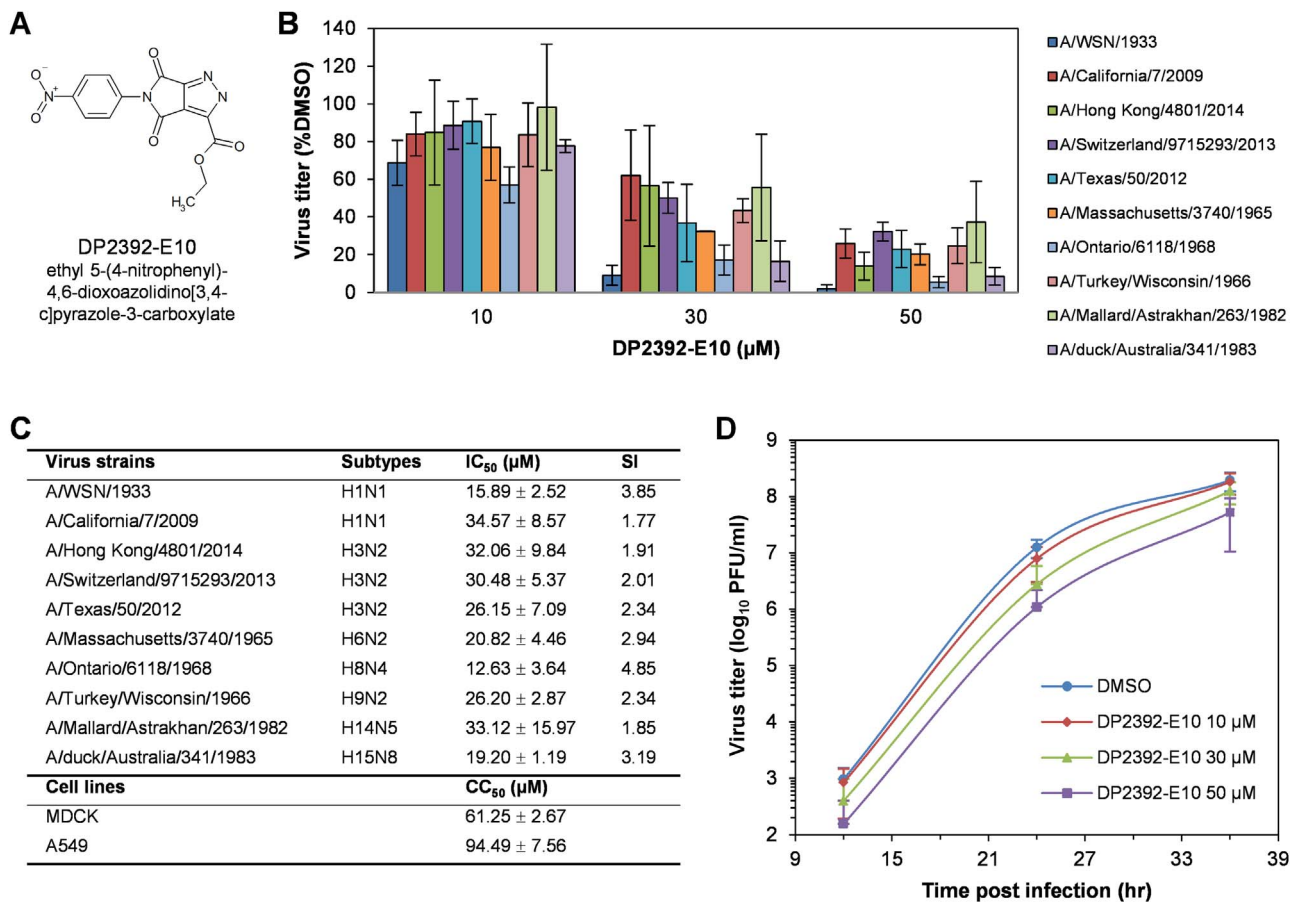 A
O
O
N
O
N
N
N
O
O
O
H₃C
DP2392-E10
ethyl 5-(4-nitrophenyl)-
4,6-dioxoazolidino[3,4-
c]pyrazole-3-carboxylate
B
Virus titer (%DMSO)
140
120
100
80
60
40
20
0
10 30 50
DP2392-E10 (µM)
A/WSN/1933
A/California/7/2009
A/Hong Kong/4801/2014
A/Switzerland/9715293/2013
A/Texas/50/2012
A/Massachusetts/3740/1965
A/Ontario/6118/1968
A/Turkey/Wisconsin/1966
A/Mallard/Astrakhan/263/1982
A/duck/Australia/341/1983
C
Virus strains Subtypes IC₅₀ (µM) SI
A/WSN/1933 H1N1 15.89 ± 2.52 3.85
A/California/7/2009 H1N1 34.57 ± 8.57 1.77
A/Hong Kong/4801/2014 H3N2 32.06 ± 9.84 1.91
A/Switzerland/9715293/2013 H3N2 30.48 ± 5.37 2.01
A/Texas/50/2012 H3N2 26.15 ± 7.09 2.34
A/Massachusetts/3740/1965 H6N2 20.82 ± 4.46 2.94
A/Ontario/6118/1968 H8N4 12.63 ± 3.64 4.85
A/Turkey/Wisconsin/1966 H9N2 26.20 ± 2.87 2.34
A/Mallard/Astrakhan/263/1982 H14N5 33.12 ± 15.97 1.85
A/duck/Australia/341/1983 H15N8 19.20 ± 1.19 3.19
Cell lines CC₅₀ (µM)
MDCK 61.25 ± 2.67
A549 94.49 ± 7.56
D
Virus titer (log₁₀ PFU/ml)
9
8
7
6
5
4
3
2
DMSO
DP2392-E10 10 µM
DP2392-E10 30 µM
DP2392-E10 50 µM
9 15 21 27 33 39
Time post infection (hr)